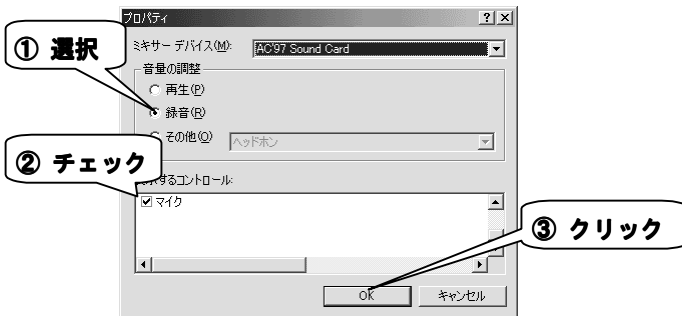 プロパティ
① 選択
ミキサー デバイス(M):
AC'97 Sound Card
音量の調整
再生(P)
録音(R)
その他(O)
ヘッドホン
② チェック
するコントロール:
マイク
③ クリック
OK
キャンセル